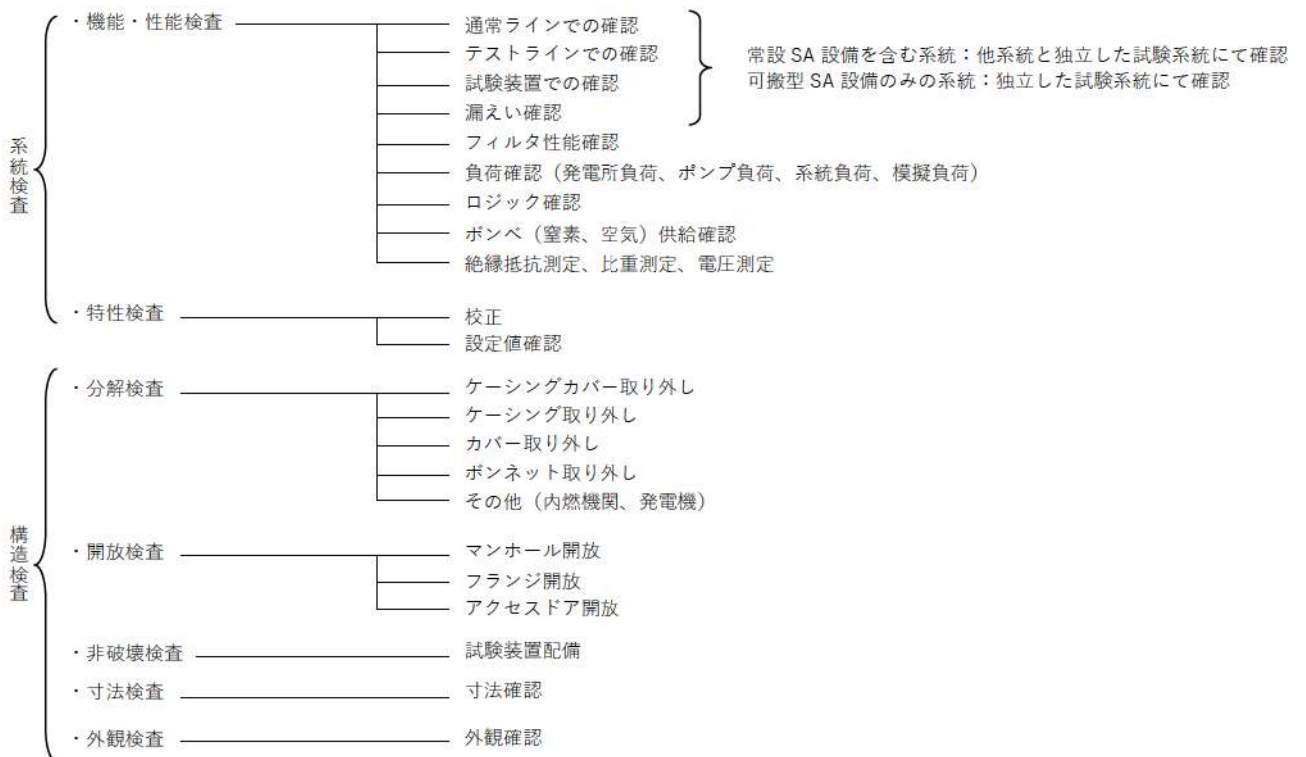 系統検査
・機能・性能検査
通常ラインでの確認
テストラインでの確認
試験装置での確認
漏えい確認
常設 SA 設備を含む系統：他系統と独立した試験系統にて確認
可搬型 SA 設備のみの系統：独立した試験系統にて確認
フィルタ性能確認
負荷確認（発電所負荷、ポンプ負荷、系統負荷、模擬負荷）
ロジック確認
ボンベ（窒素、空気）供給確認
絶縁抵抗測定、比重測定、電圧測定
・特性検査
校正
設定値確認
構造検査
・分解検査
ケーシングカバー取り外し
ケーシング取り外し
カバー取り外し
ボンネット取り外し
その他（内燃機関、発電機）
・開放検査
マンホール開放
フランジ開放
アクセスドア開放
・非破壊検査
試験装置配備
・寸法検査
寸法確認
・外観検査
外観確認